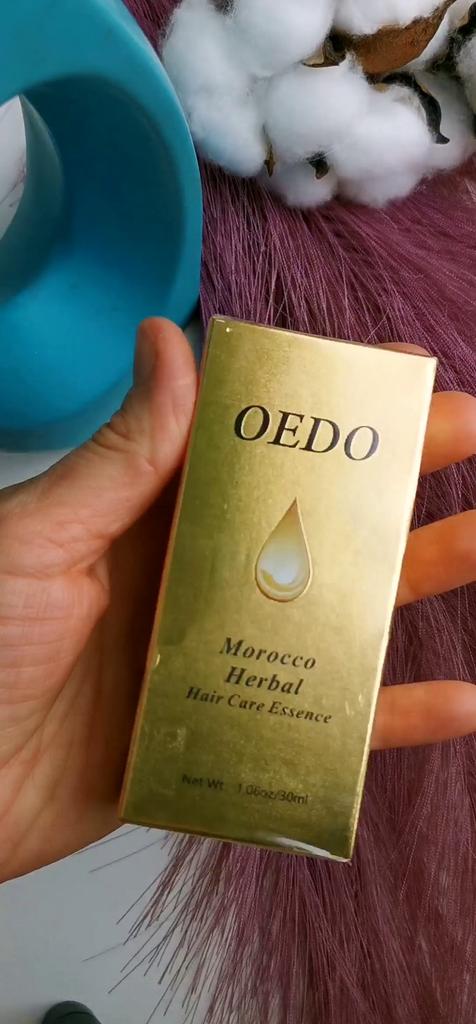 OEDO
Morocco
Herbal
Hair Care Essence
Net Wt 1.06oz/30ml